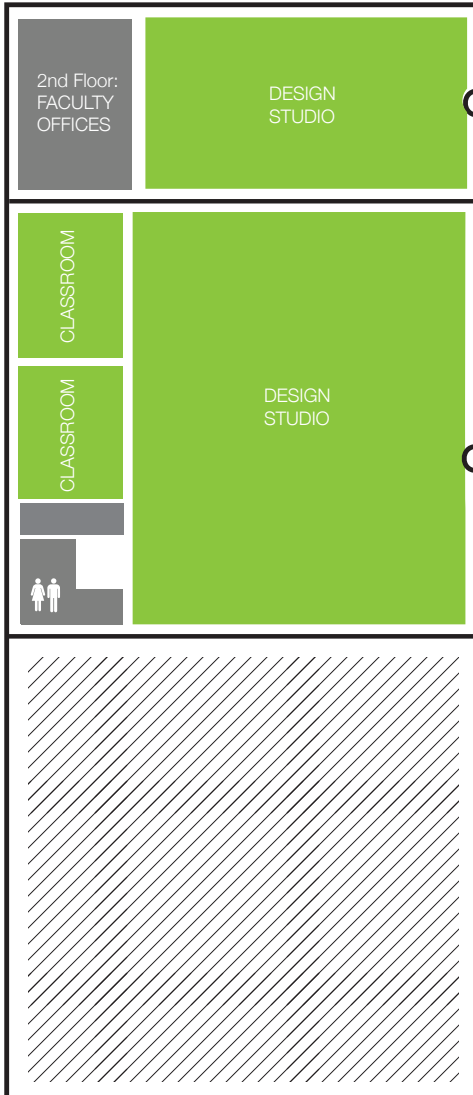 2nd Floor:
FACULTY
OFFICES
DESIGN
STUDIO
CLASSROOM
CLASSROOM
DESIGN
STUDIO